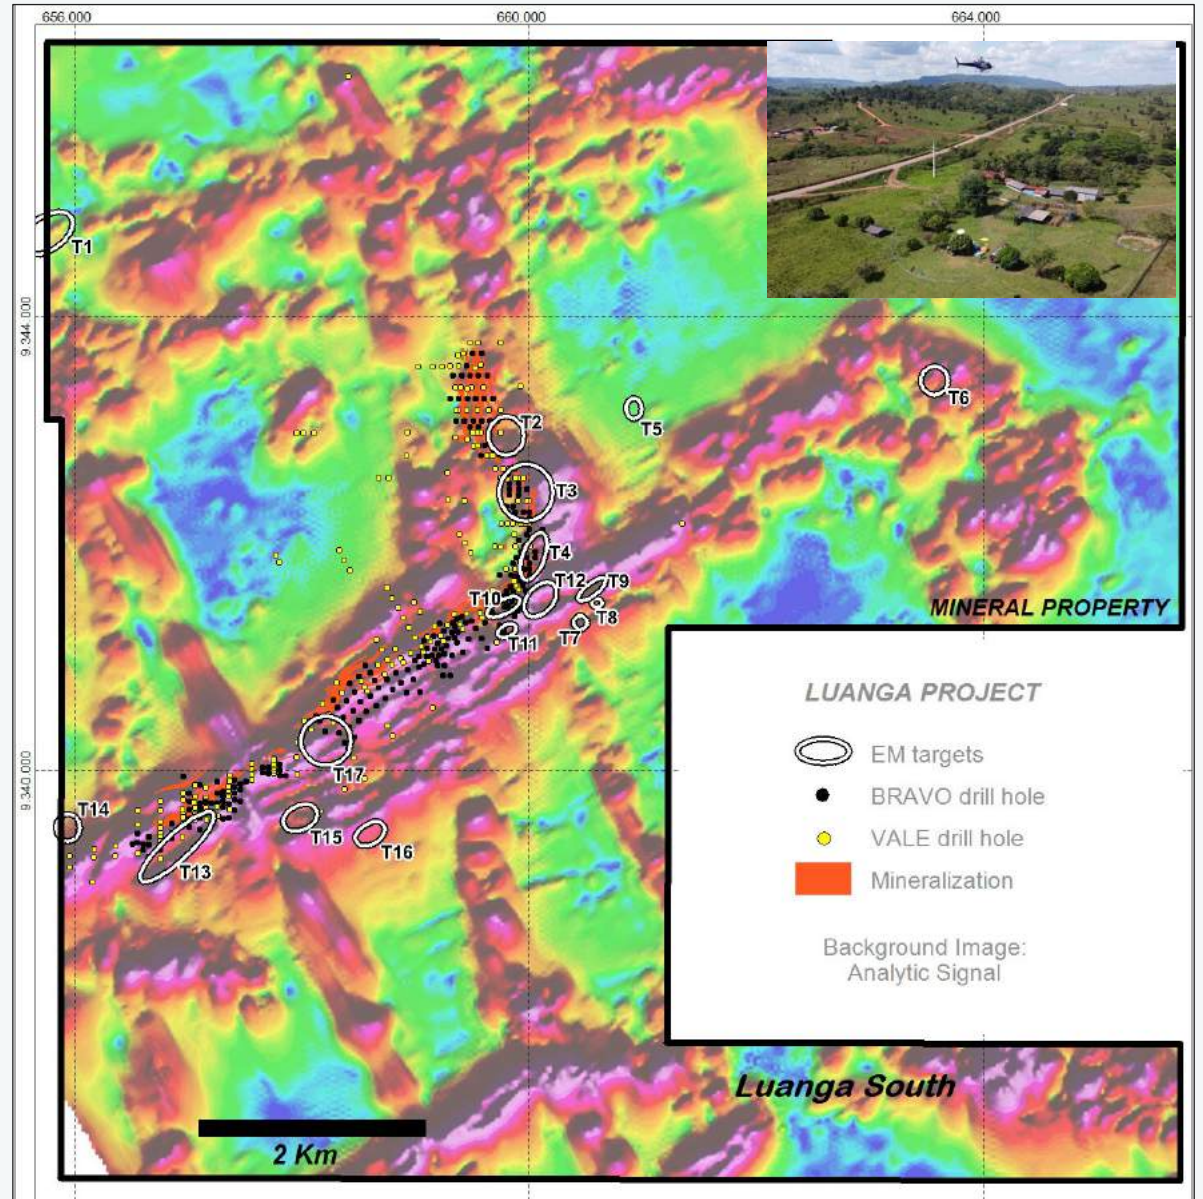 656.000
660.000
664.000
T1
9.344.000
T2
T5
T6
T3
T4
T12
T9
T10
T8
T11
T7
MINERAL PROPERTY
LUANGA PROJECT
EM targets
BRAVO drill hole
VALE drill hole
Mineralization
Background Image:
Analytic Signal
T17
9.340.000
T14
T15
T16
T13
Luanga South
2 Km